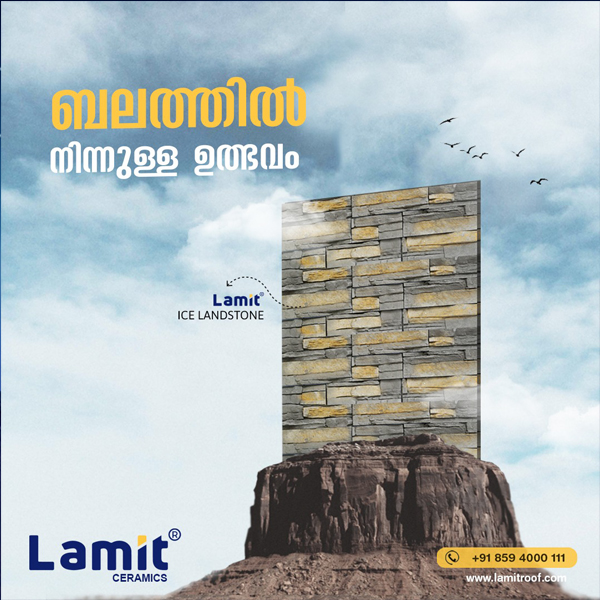 ബലത്തിൽ
നിന്നുള്ള ഉത്ഭവം
Lamit®
ICE LANDSTONE
Lamit®
CERAMICS
+91 859 4000 111
www.lamitroof.com